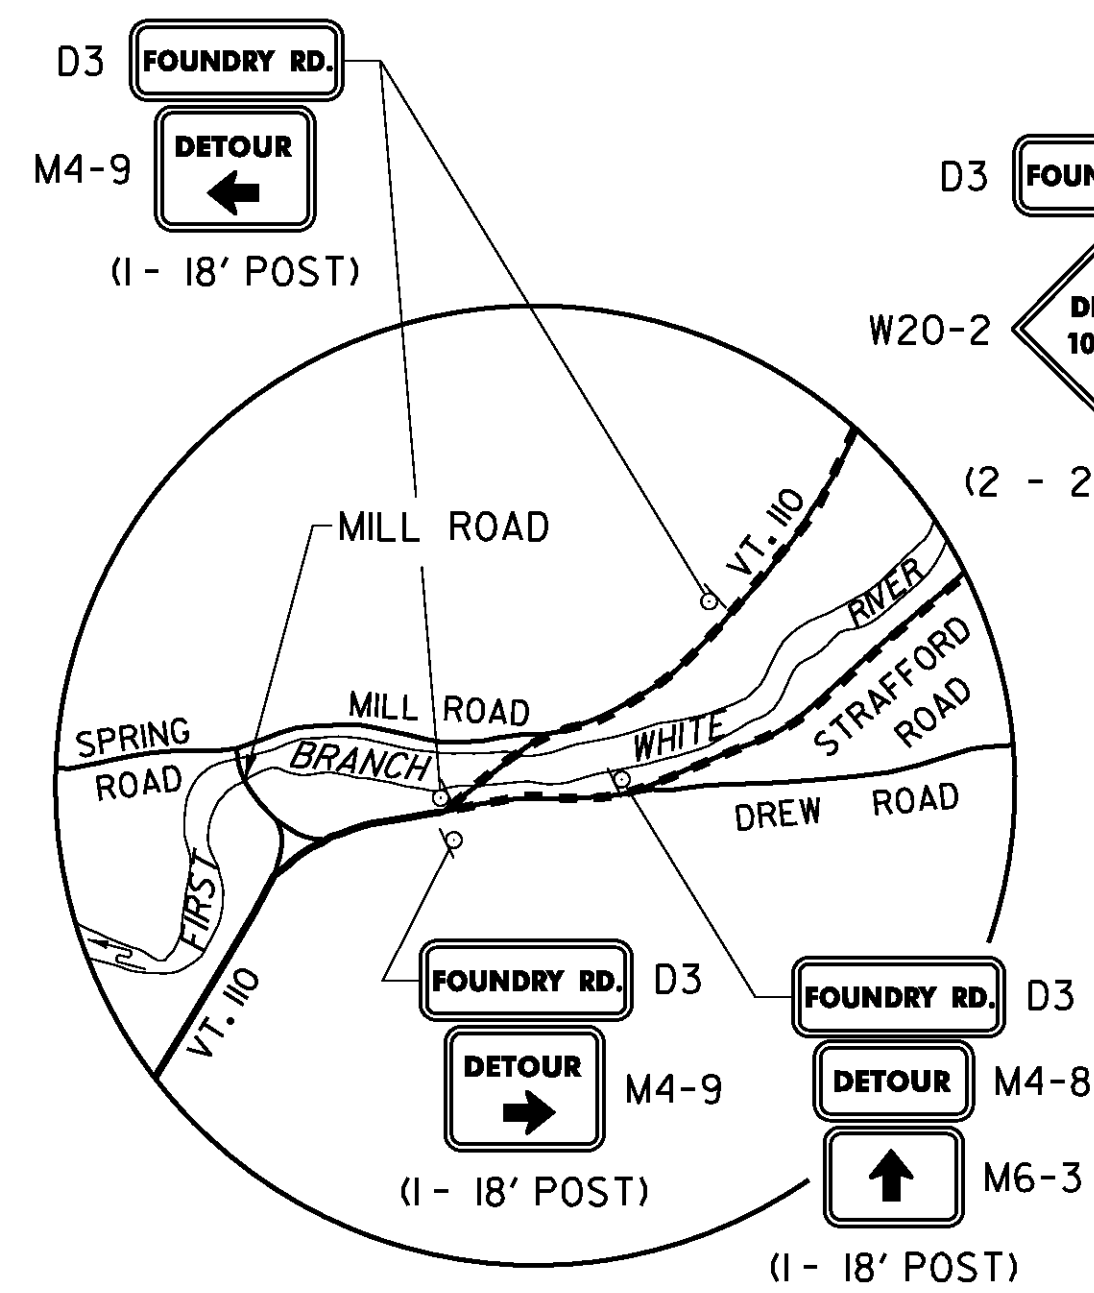 D3
FOUNDRY RD.
M4-9
DETOUR
(1 - 18' POST)
D3
W20-2
10
(2 - 2
MILL ROAD
VT. 110
RIVER
STRAFFORD
ROAD
MILL ROAD
SPRING
ROAD
BRANCH
WHITE
DREW ROAD
FIRST
VT. 110
FOUNDRY RD.
D3
DETOUR
M4-9
(1 - 18' POST)
FOUNDRY RD.
D3
DETOUR
M4-8
M6-3
(1 - 18' POST)